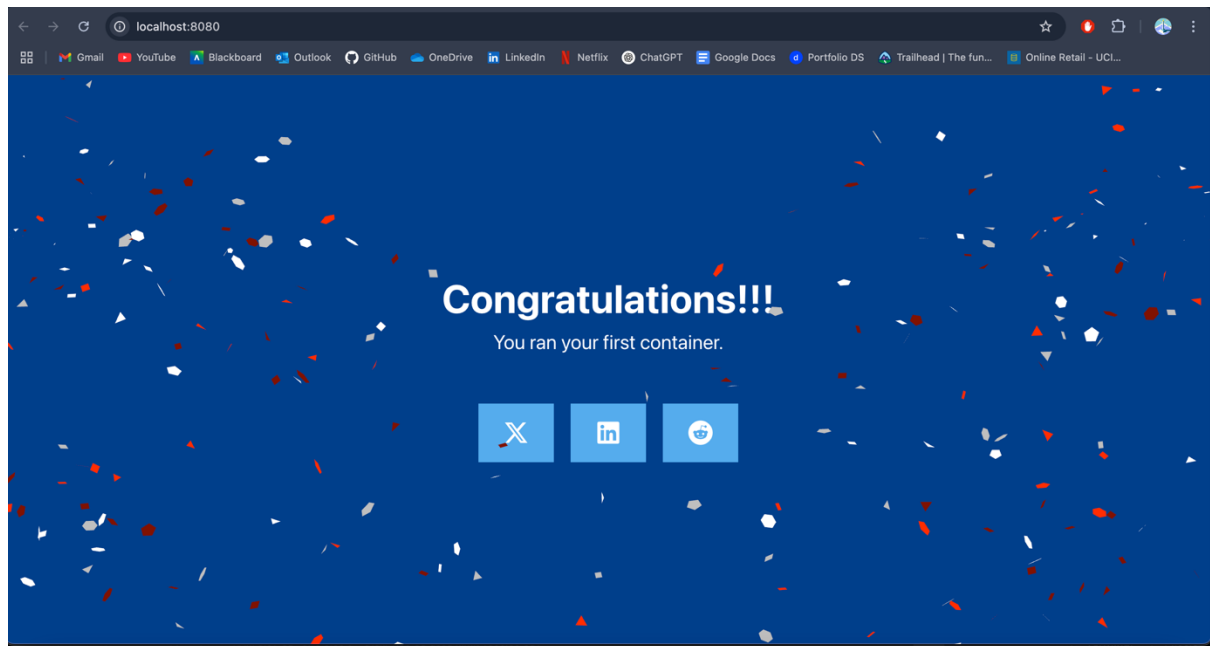 localhost:8080
Gmail YouTube Blackboard Outlook GitHub OneDrive LinkedIn Netflix ChatGPT Google Docs Portfolio DS Trailhead | The fun... Online Retail - UCI...
Congratulations!!!
You ran your first container.
X in